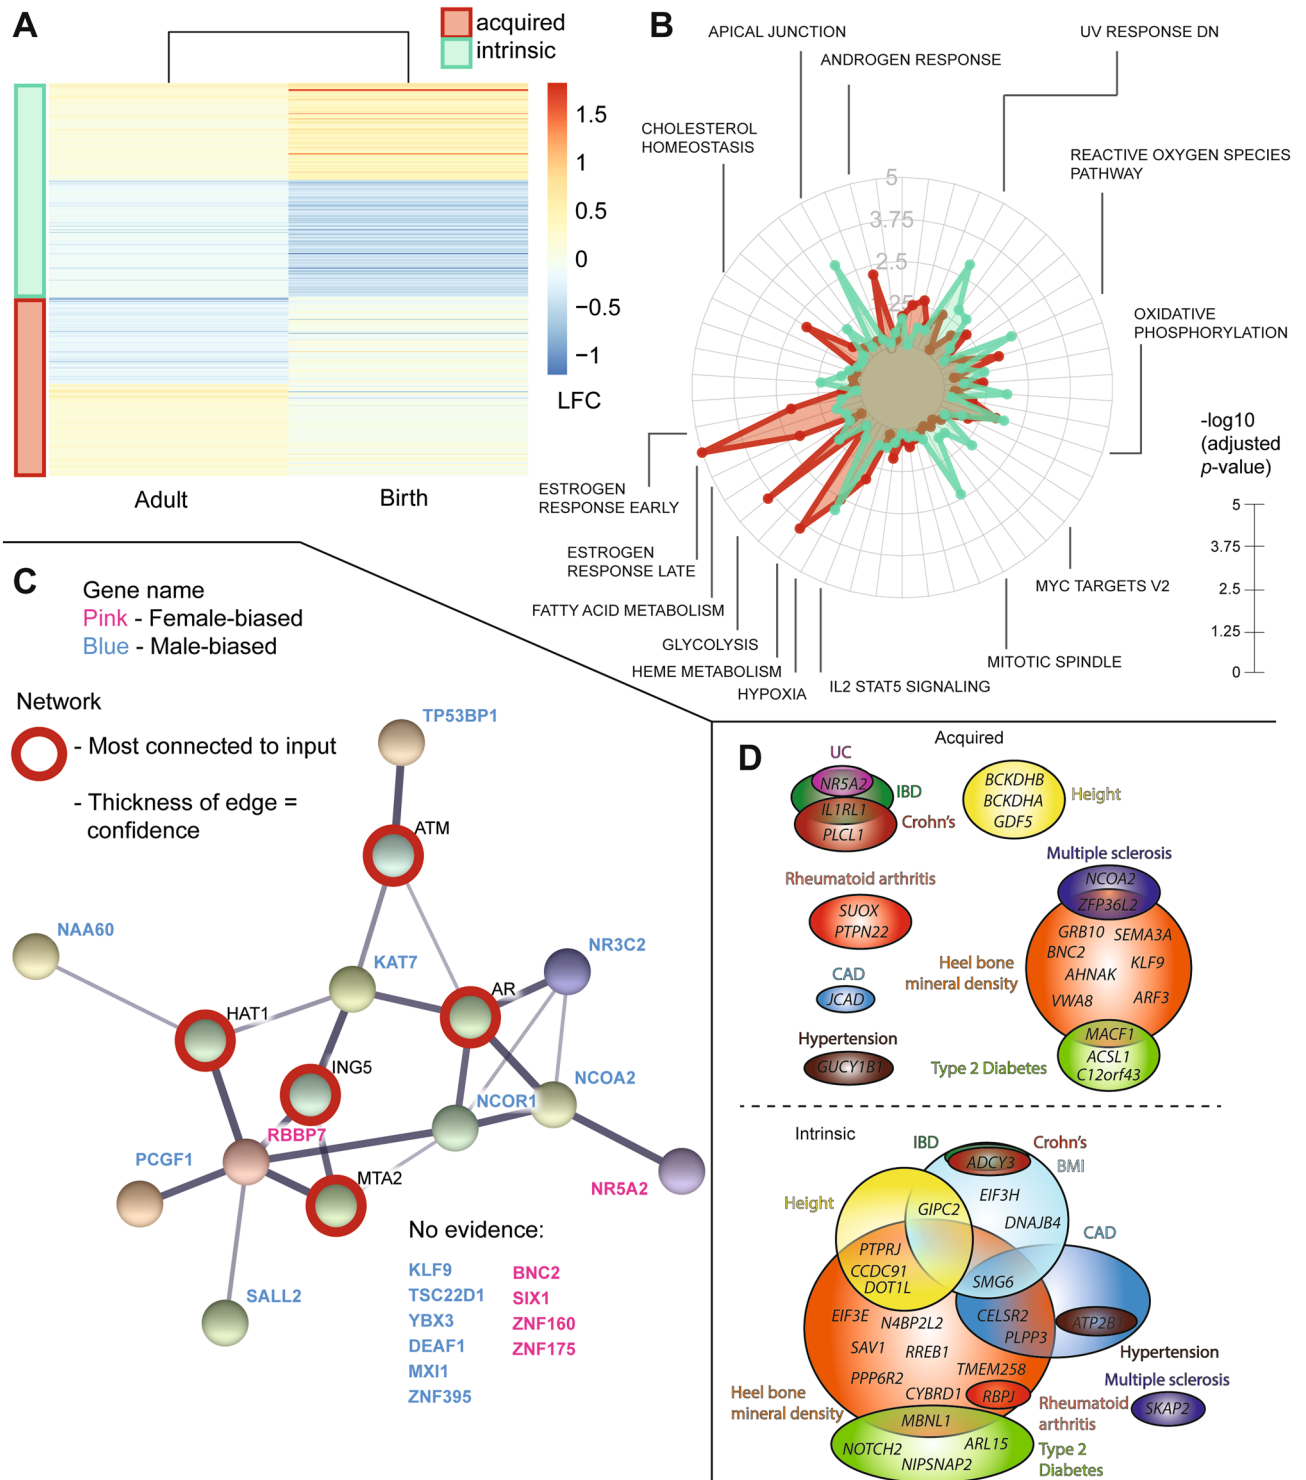 A
acquired
intrinsic
1.5
1
0.5
0
−0.5
−1
LFC
Adult
Birth
B
APICAL JUNCTION
ANDROGEN RESPONSE
UV RESPONSE DN
CHOLESTEROL
HOMEOSTASIS
REACTIVE OXYGEN SPECIES
PATHWAY
OXIDATIVE
PHOSPHORYLATION
5
3.75
2.5
-log10
(adjusted
p-value)
5
3.75
2.5
1.25
0
ESTROGEN
RESPONSE EARLY
ESTROGEN
RESPONSE LATE
FATTY ACID METABOLISM
GLYCOLYSIS
HEME METABOLISM
HYPOXIA
IL2 STAT5 SIGNALING
MITOTIC SPINDLE
MYC TARGETS V2
C
Gene name
Pink - Female-biased
Blue - Male-biased
Network
- Most connected to input
- Thickness of edge =
confidence
TP53BP1
ATM
NAA60
KAT7
NR3C2
AR
HAT1
ING5
NCOA2
NCOR1
RBBP7
PCGF1
MTA2
NR5A2
SALL2
No evidence:
KLF9
TSC22D1
YBX3
DEAF1
MXI1
ZNF395
BNC2
SIX1
ZNF160
ZNF175
D
Acquired
UC
NR5A2
IBD
IL1RL1
Crohn's
PLCL1
BCKDHB
BCKDHA
GDF5
Height
Rheumatoid arthritis
SUOX
PTPN22
CAD
JCAD
Hypertension
GUCY1B1
Multiple sclerosis
NCOA2
ZFP36L2
GRB10
SEMA3A
BNC2
KLF9
AHNAK
VWA8
ARF3
Heel bone
mineral density
MACF1
ACSL1
C12orf43
Type 2 Diabetes
Intrinsic
IBD
Crohn's
ADCY3
BMI
EIF3H
Height
GIPC2
DNAJB4
CAD
PTPRJ
CCDC91
DOT1L
SMG6
EIF3E
N4BP2L2
CELSR2
ATP2B1
PLPP3
SAV1
RREB1
Hypertension
TMEM258
PPP6R2
Multiple sclerosis
CYBRD1
RBPJ
SKAP2
Heel bone
mineral density
Rheumatoid
arthritis
MBNL1
NOTCH2
ARL15
NIPSNAP2
Type 2
Diabetes